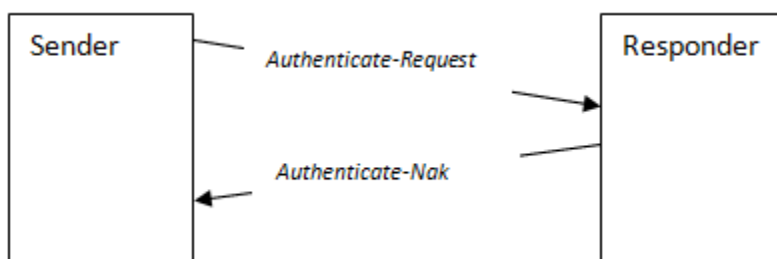 Sender
Responder
Authenticate-Request
Authenticate-Nak